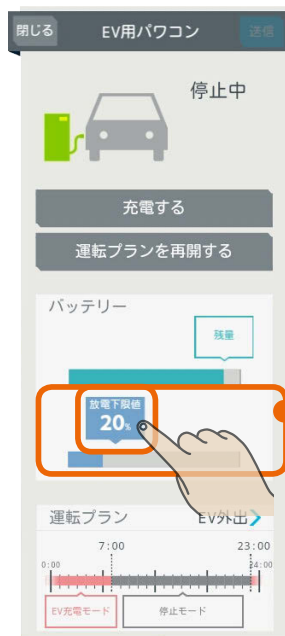 閉じる EV用パワコン 送信
停止中
充電する
運転プランを再開する
バッテリー
残量
放電下限値
20%
運転プラン EV外出
7:00 23:00
0:00 24:00
EV充電モード 停止モード